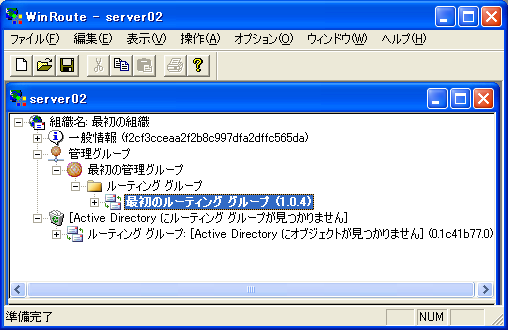 WinRoute - server02
ファイル(F) 編集(E) 表示(V) 操作(A) オプション(O) ウィンドウ(W) ヘルプ(H)
server02
組織名: 最初の組織
一般情報 (f2cf3cceaa2f2b8c997dfa2dffc565da)
管理グループ
最初の管理グループ
ルーティング グループ
最初のルーティング グループ (1.0.4)
[Active Directory にルーティング グループが見つかりません]
ルーティング グループ: [Active Directory にオブジェクトが見つかりません] (0.1c41b77.0)
準備完了 NUM